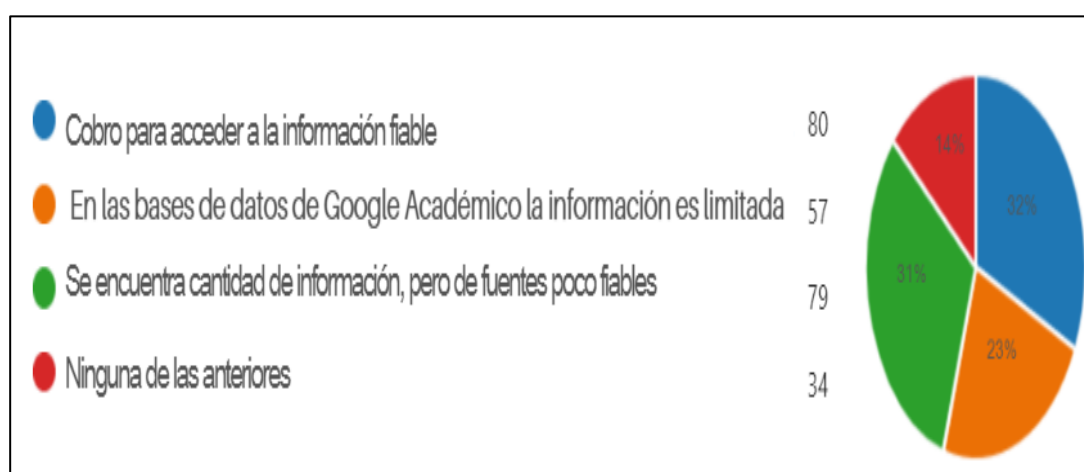 Cobro para acceder a la información fiable 80
En las bases de datos de Google Académico la información es limitada 57
Se encuentra cantidad de información, pero de fuentes poco fiables 79
Ninguna de las anteriores 34
14%
32%
31%
23%